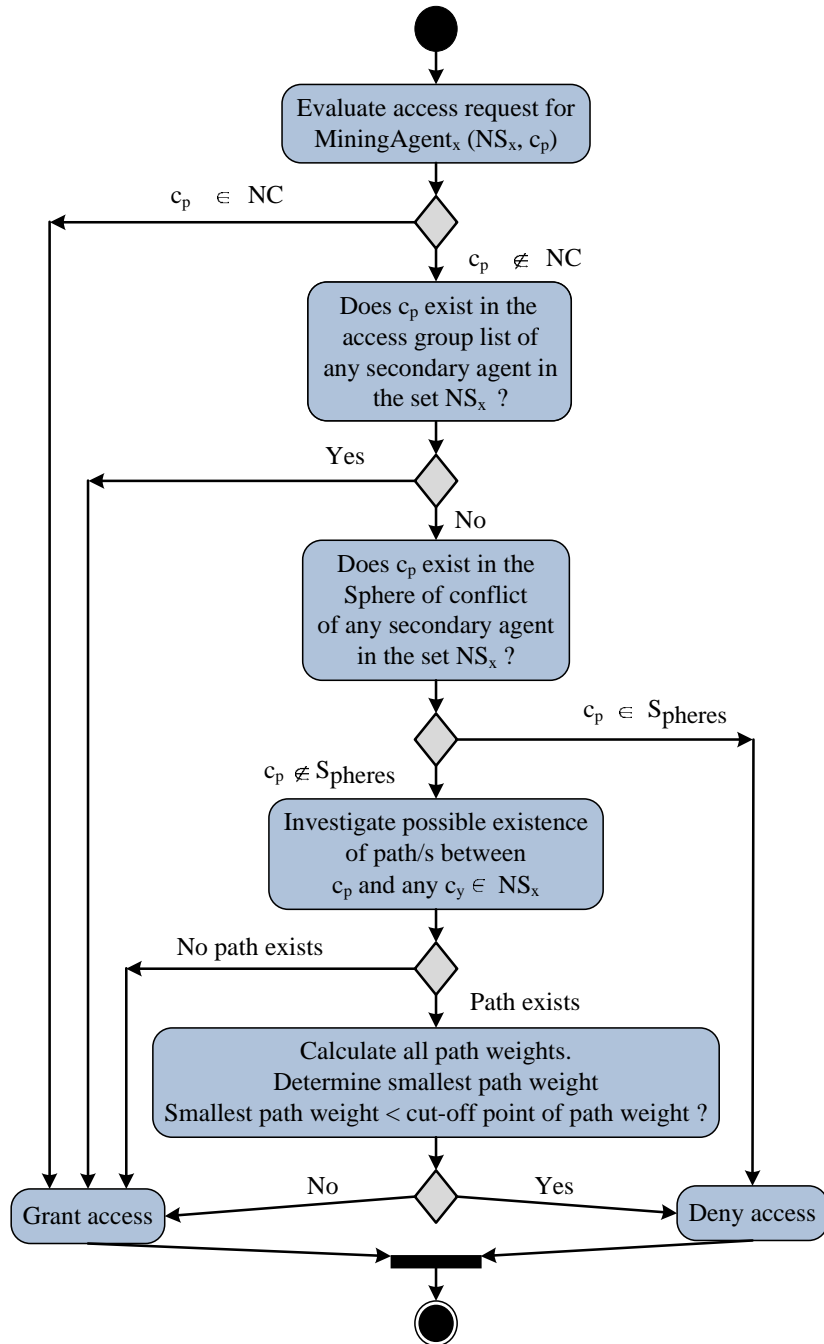 Evaluate access request for
MiningAgentₓ (NSₓ, cₚ)
cₚ ∈ NC
cₚ ∉ NC
Does cₚ exist in the
access group list of
any secondary agent in
the set NSₓ ?
Yes
No
Does cₚ exist in the
Sphere of conflict
of any secondary agent
in the set NSₓ ?
cₚ ∈ Spheres
cₚ ∉ Spheres
Investigate possible existence
of path/s between
cₚ and any cᵧ ∈ NSₓ
No path exists
Path exists
Calculate all path weights.
Determine smallest path weight
Smallest path weight < cut-off point of path weight ?
No
Yes
Grant access
Deny access